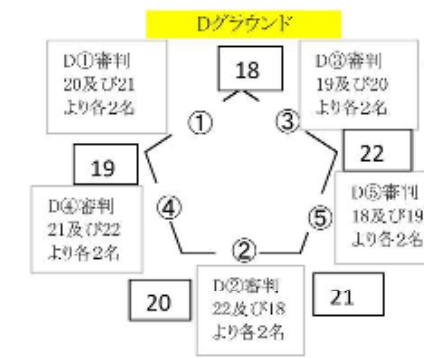 Dグラウンド
D①審判
20及び21
より各2名
18
D③審判
19及び20
より各2名
①
③
19
22
D④審判
21及び22
より各2名
④
⑤
D⑤審判
18及び19
より各2名
②
20
D②審判
22及び18
より各2名
21